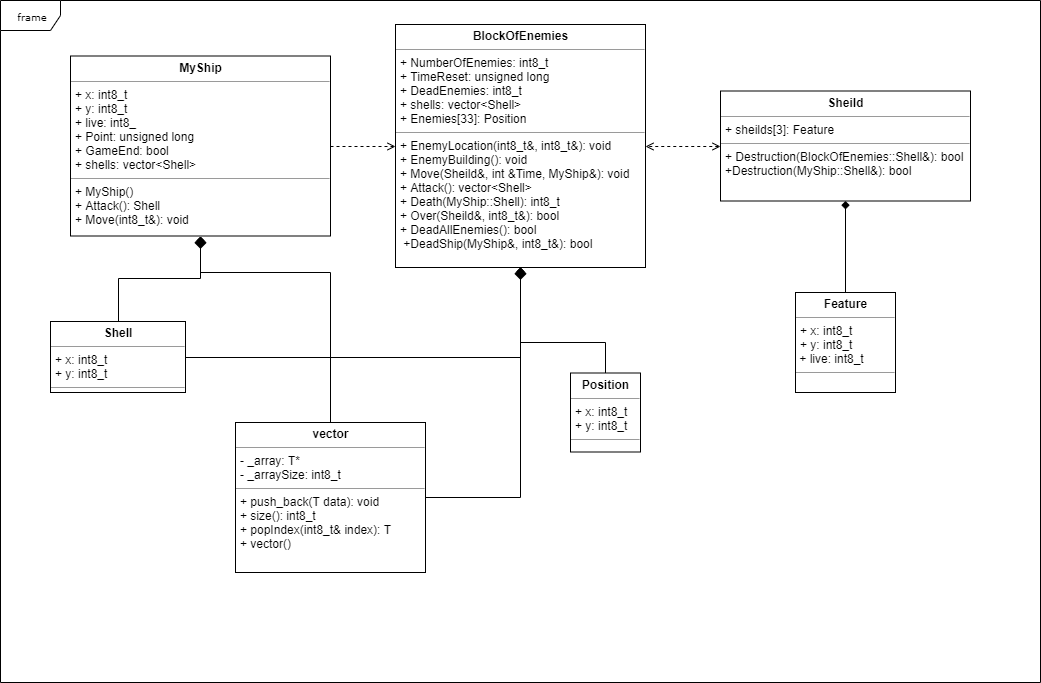 frame
MyShip
+ x: int8_t
+ y: int8_t
+ live: int8_
+ Point: unsigned long
+ GameEnd: bool
+ shells: vector<Shell>
+ MyShip()
+ Attack(): Shell
+ Move(int8_t&): void
BlockOfEnemies
+ NumberOfEnemies: int8_t
+ TimeReset: unsigned long
+ DeadEnemies: int8_t
+ shells: vector<Shell>
+ Enemies[33]: Position
+ EnemyLocation(int8_t&, int8_t&): void
+ EnemyBuilding(): void
+ Move(Sheild&, int &Time, MyShip&): void
+ Attack(): vector<Shell>
+ Death(MyShip::Shell): int8_t
+ Over(Sheild&, int8_t&): bool
+ DeadAllEnemies(): bool
+DeadShip(MyShip&, int8_t&): bool
Sheild
+ sheilds[3]: Feature
+ Destruction(BlockOfEnemies::Shell&): bool
+Destruction(MyShip::Shell&): bool
Shell
+ x: int8_t
+ y: int8_t
vector
- _array: T*
- _arraySize: int8_t
+ push_back(T data): void
+ size(): int8_t
+ popIndex(int8_t& index): T
+ vector()
Position
+ x: int8_t
+ y: int8_t
Feature
+ x: int8_t
+ y: int8_t
+ live: int8_t